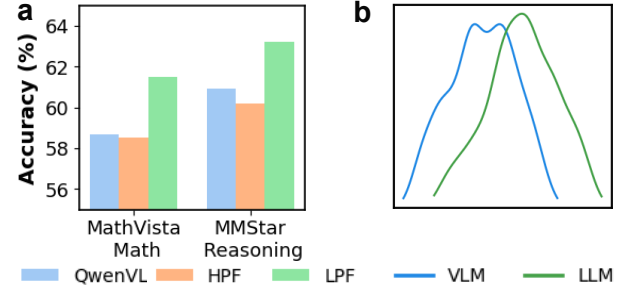 a
b
Accuracy (%)
64
62
60
58
56
MathVista
Math
MMStar
Reasoning
QwenVL
HPF
LPF
VLM
LLM